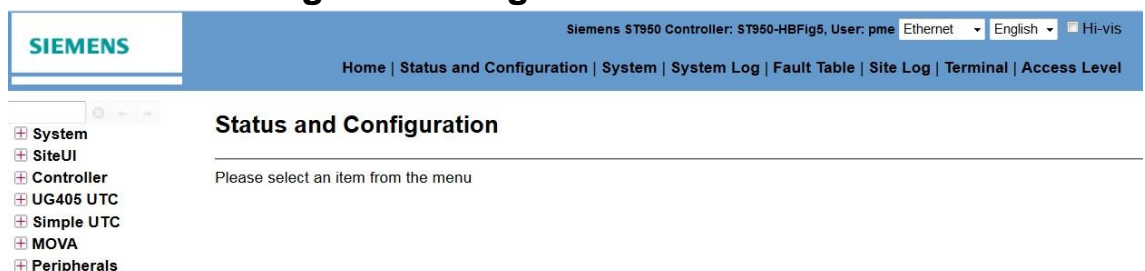 SIEMENS
Siemens ST950 Controller: ST950-HBFig5, User: pme Ethernet English Hi-vis
Home | Status and Configuration | System | System Log | Fault Table | Site Log | Terminal | Access Level
System
SiteUI
Controller
UG405 UTC
Simple UTC
MOVA
Peripherals
Status and Configuration
Please select an item from the menu